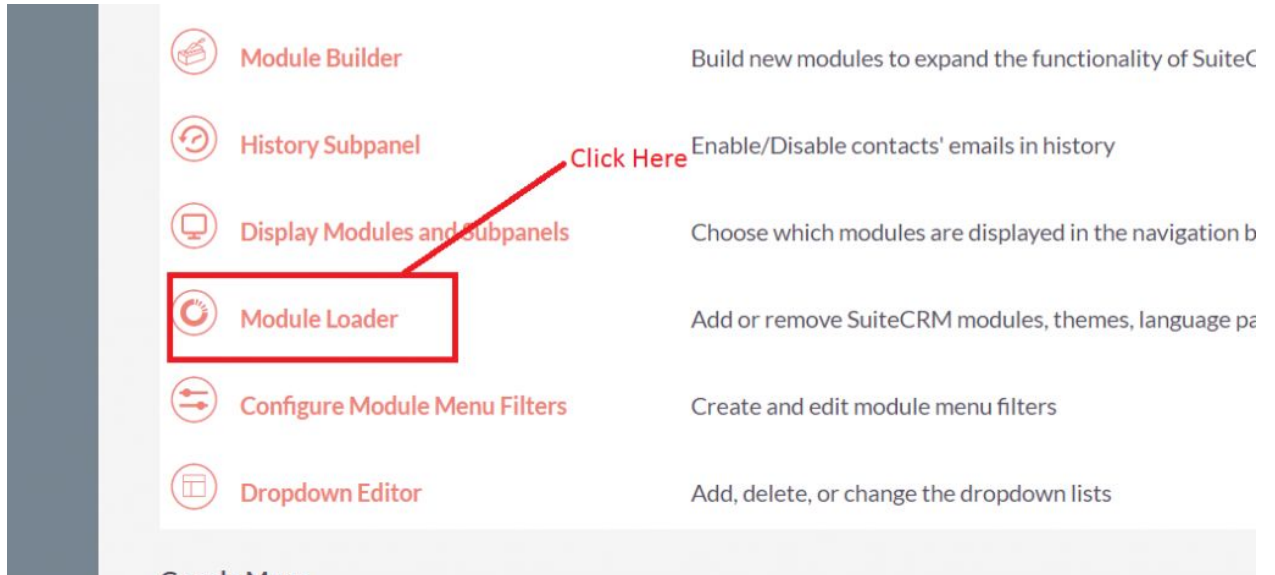 Module Builder Build new modules to expand the functionality of SuiteC
History Subpanel Enable/Disable contacts' emails in history
Click Here
Display Modules and Subpanels Choose which modules are displayed in the navigation b
Module Loader Add or remove SuiteCRM modules, themes, language pa
Configure Module Menu Filters Create and edit module menu filters
Dropdown Editor Add, delete, or change the dropdown lists